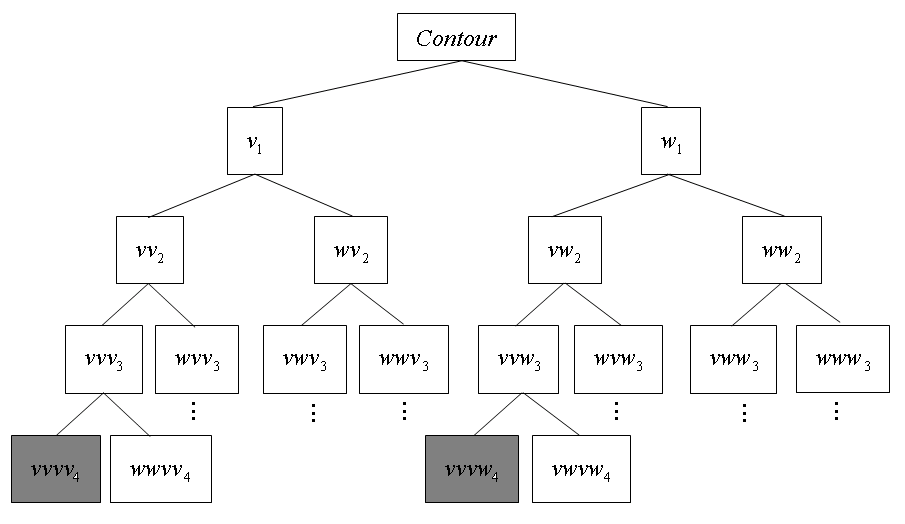 Contour
v₁ w₁
vv₂ wv₂ vw₂ ww₂
vvv₃ wvv₃ vwv₃ wwv₃ vvw₃ wvw₃ vww₃ www₃
⋮ ⋮ ⋮ ⋮ ⋮ ⋮
vvvv₄ wwvv₄ vvvw₄ vwvw₄